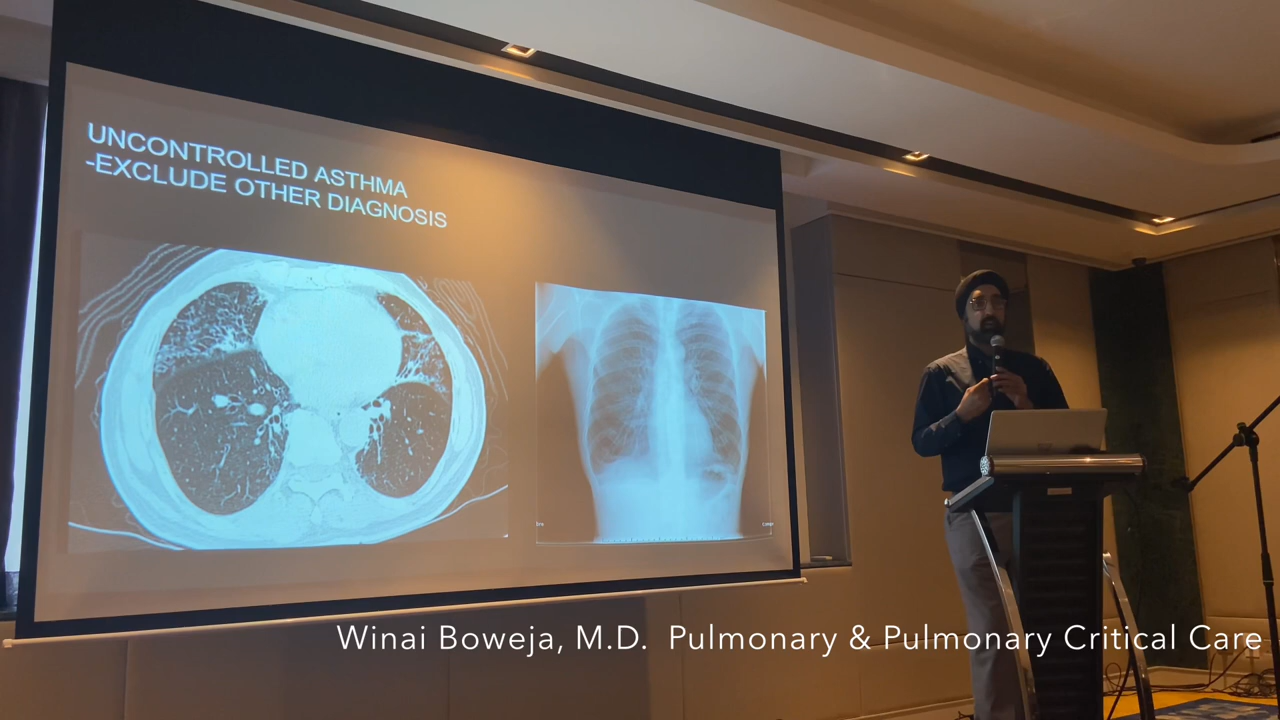 UNCONTROLLED ASTHMA
-EXCLUDE OTHER DIAGNOSIS
Winai Boweja, M.D. Pulmonary & Pulmonary Critical Care